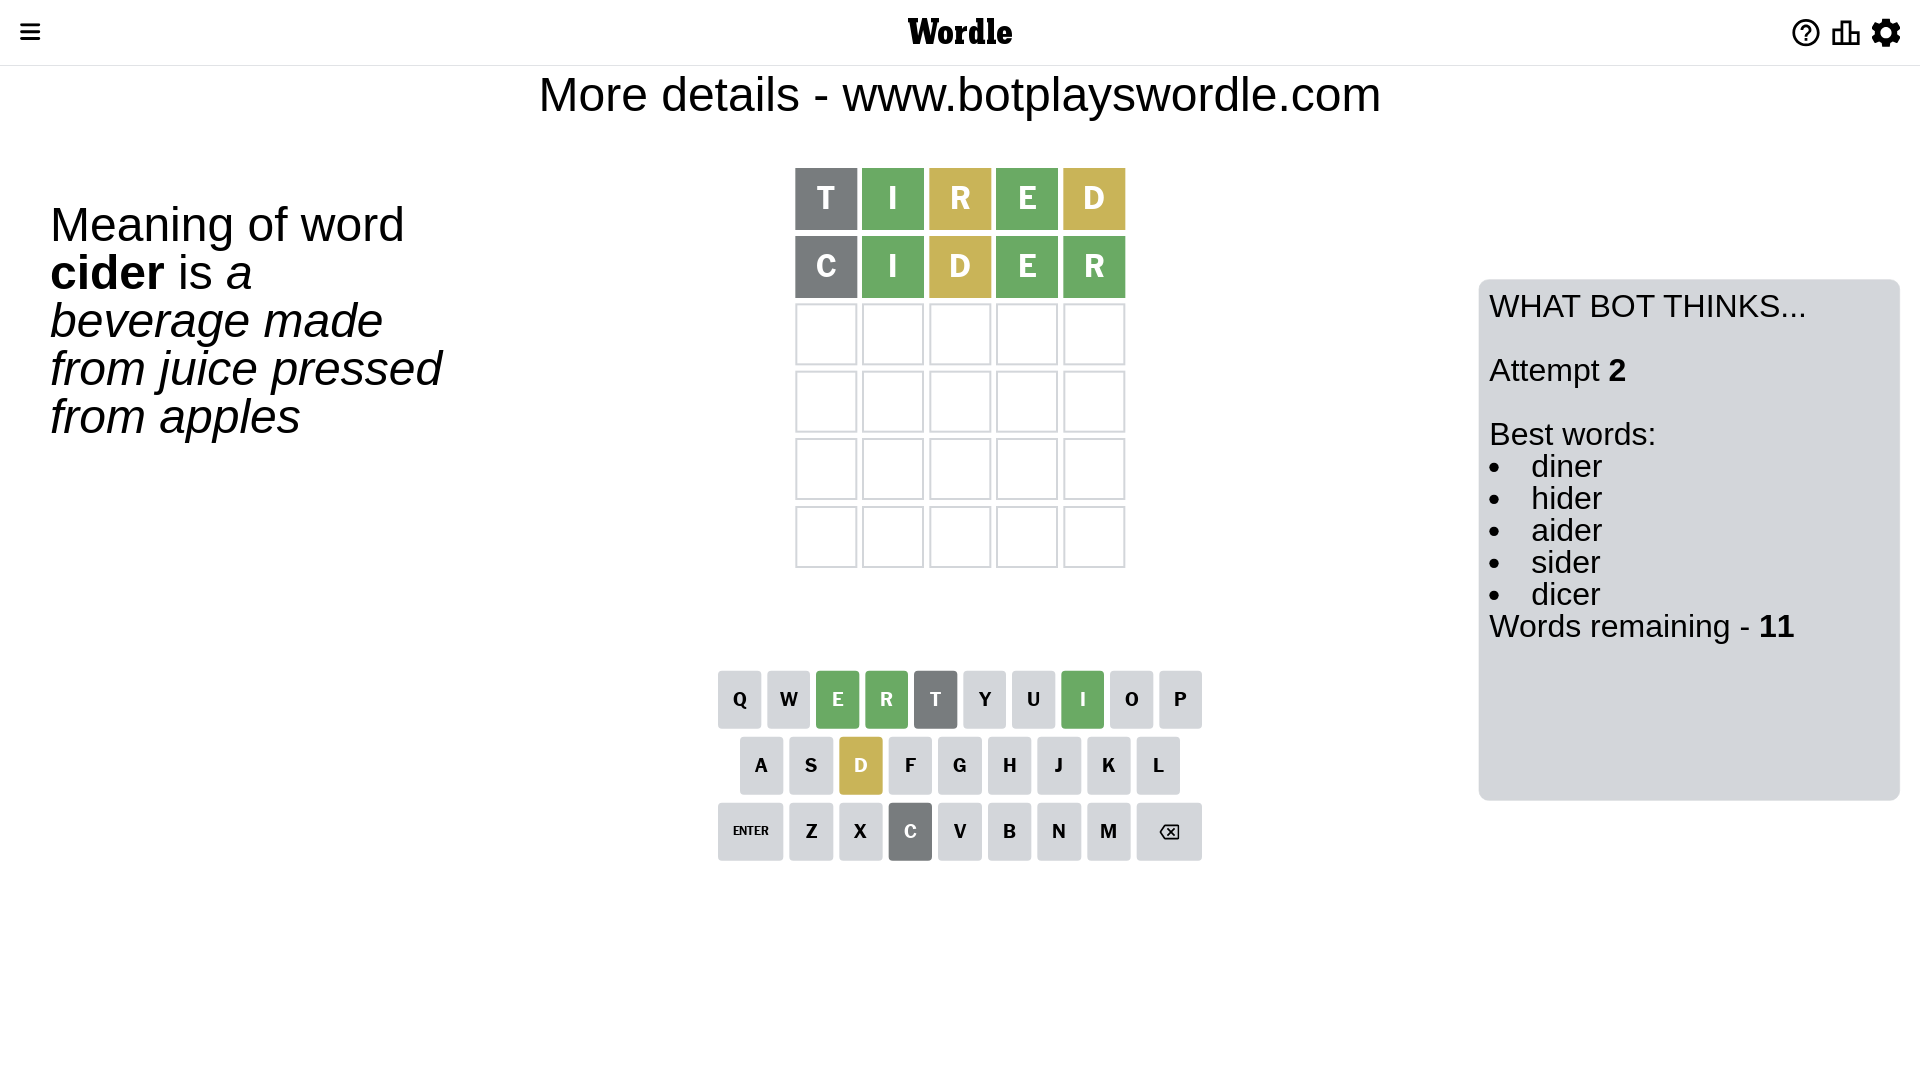 Wordle
More details - www.botplayswordle.com
Meaning of word
cider is a
beverage made
from juice pressed
from apples
T I R E D
C I D E R
WHAT BOT THINKS...
Attempt 2
Best words:
• diner
• hider
• aider
• sider
• dicer
Words remaining - 11
Q W E R T Y U I O P
A S D F G H J K L
ENTER Z X C V B N M